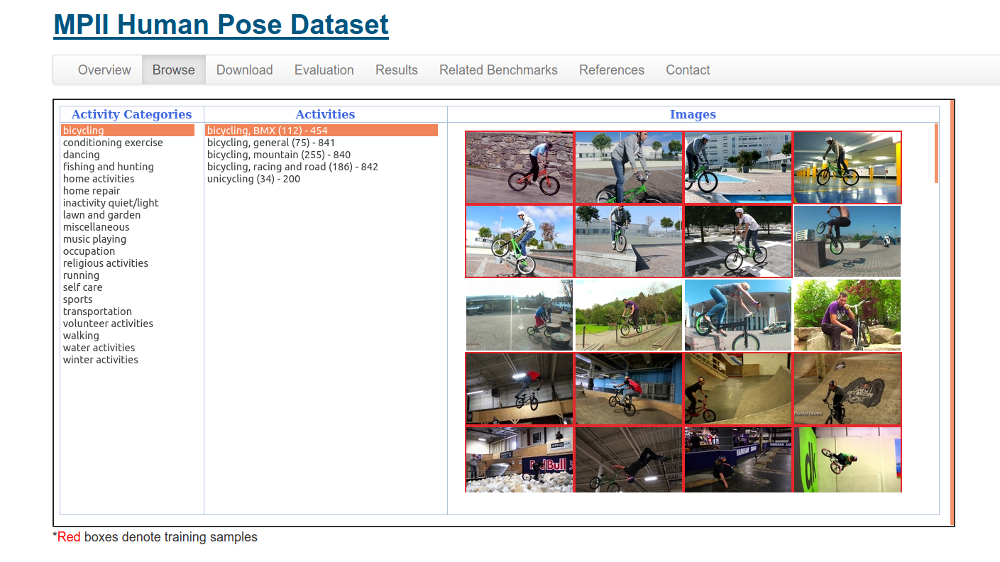 MPII Human Pose Dataset
Overview Browse Download Evaluation Results Related Benchmarks References Contact
Activity Categories
bicycling
conditioning exercise
dancing
fishing and hunting
home activities
home repair
inactivity quiet/light
lawn and garden
miscellaneous
music playing
occupation
religious activities
running
self care
sports
transportation
volunteer activities
walking
water activities
winter activities
Activities
bicycling, BMX (112) - 454
bicycling, general (75) - 841
bicycling, mountain (255) - 840
bicycling, racing and road (186) - 842
unicycling (34) - 200
Images
Daniel Dhers
Red Bull
MARKHAM
dk
*Red boxes denote training samples